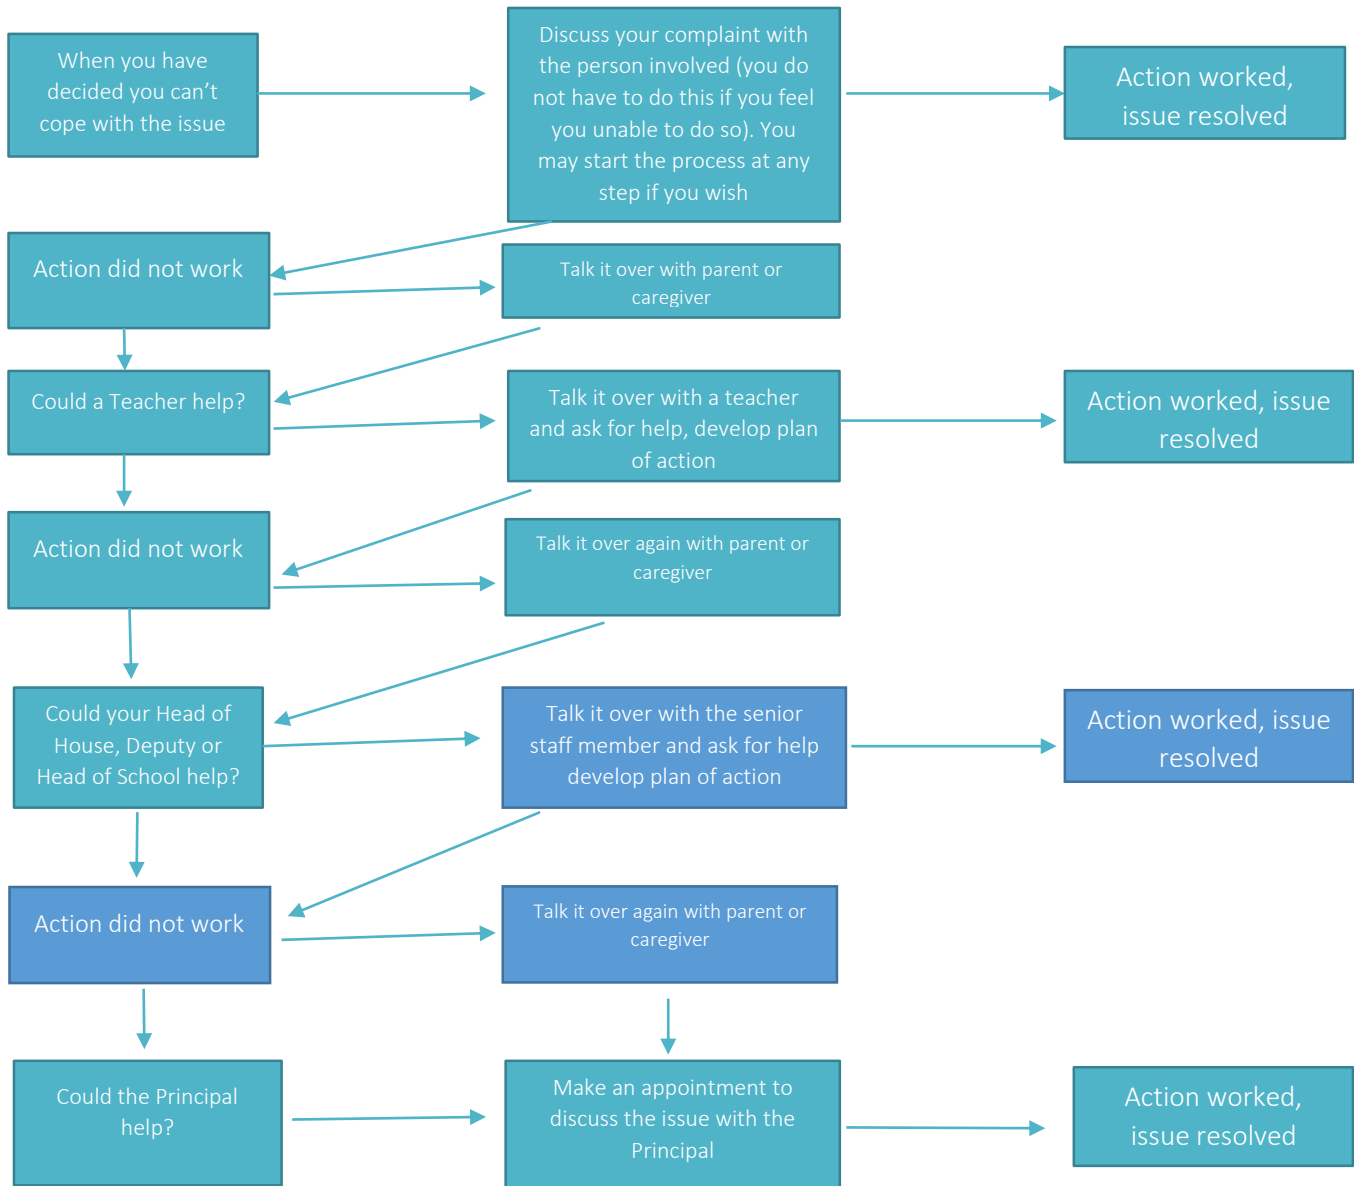 When you have
decided you can’t
cope with the issue
Discuss your complaint with
the person involved (you do
not have to do this if you feel
you unable to do so). You
may start the process at any
step if you wish
Action worked,
issue resolved
Action did not work
Talk it over with parent or
caregiver
Could a Teacher help?
Talk it over with a teacher
and ask for help, develop plan
of action
Action worked, issue
resolved
Action did not work
Talk it over again with parent or
caregiver
Could your Head of
House, Deputy or
Head of School help?
Talk it over with the senior
staff member and ask for help
develop plan of action
Action worked, issue
resolved
Action did not work
Talk it over again with parent or
caregiver
Could the Principal
help?
Make an appointment to
discuss the issue with the
Principal
Action worked,
issue resolved